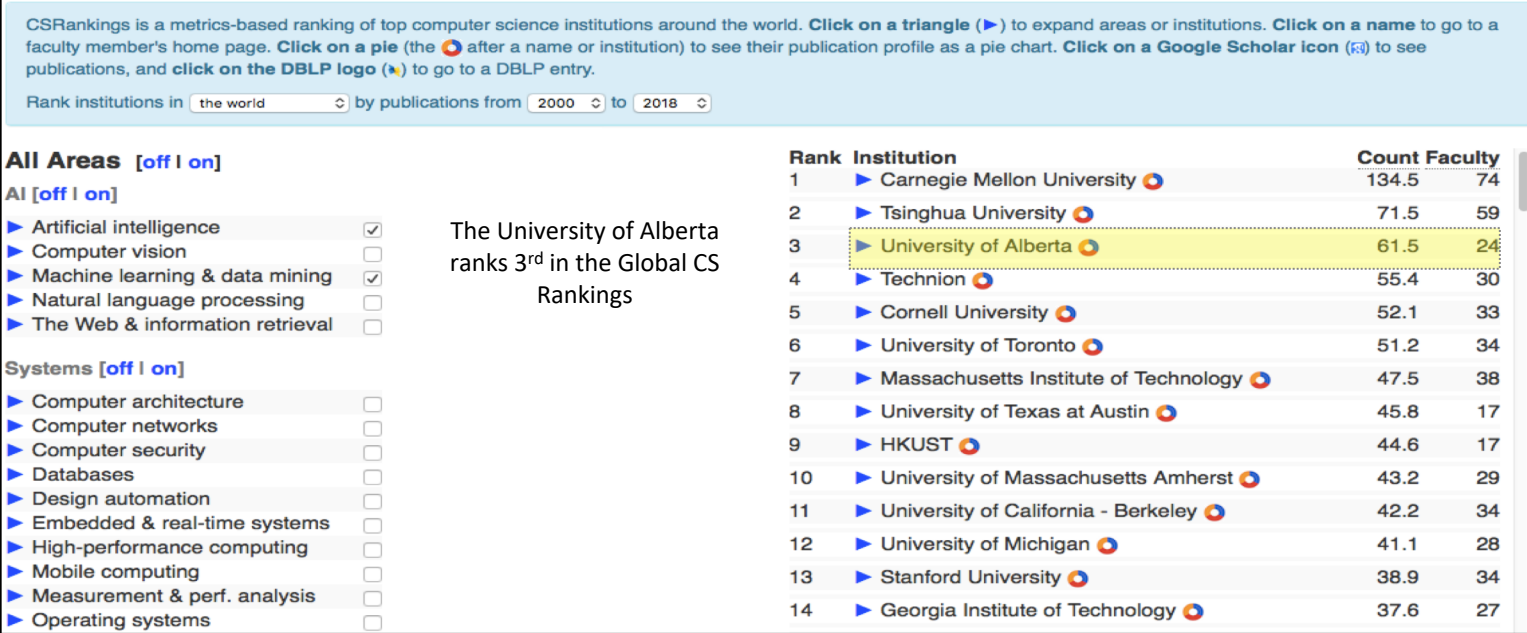 CSRankings is a metrics-based ranking of top computer science institutions around the world. Click on a triangle (▶) to expand areas or institutions. Click on a name to go to a
faculty member's home page. Click on a pie (the after a name or institution) to see their publication profile as a pie chart. Click on a Google Scholar icon () to see
publications, and click on the DBLP logo () to go to a DBLP entry.
Rank institutions in the world by publications from 2000 to 2018
All Areas [off | on]
AI [off | on]
▶ Artificial intelligence
▶ Computer vision
▶ Machine learning & data mining
▶ Natural language processing
▶ The Web & information retrieval
Systems [off | on]
▶ Computer architecture
▶ Computer networks
▶ Computer security
▶ Databases
▶ Design automation
▶ Embedded & real-time systems
▶ High-performance computing
▶ Mobile computing
▶ Measurement & perf. analysis
▶ Operating systems
The University of Alberta
ranks 3rd in the Global CS
Rankings
Rank Institution Count Faculty
1 ▶ Carnegie Mellon University 134.5 74
2 ▶ Tsinghua University 71.5 59
3 ▶ University of Alberta 61.5 24
4 ▶ Technion 55.4 30
5 ▶ Cornell University 52.1 33
6 ▶ University of Toronto 51.2 34
7 ▶ Massachusetts Institute of Technology 47.5 38
8 ▶ University of Texas at Austin 45.8 17
9 ▶ HKUST 44.6 17
10 ▶ University of Massachusetts Amherst 43.2 29
11 ▶ University of California - Berkeley 42.2 34
12 ▶ University of Michigan 41.1 28
13 ▶ Stanford University 38.9 34
14 ▶ Georgia Institute of Technology 37.6 27